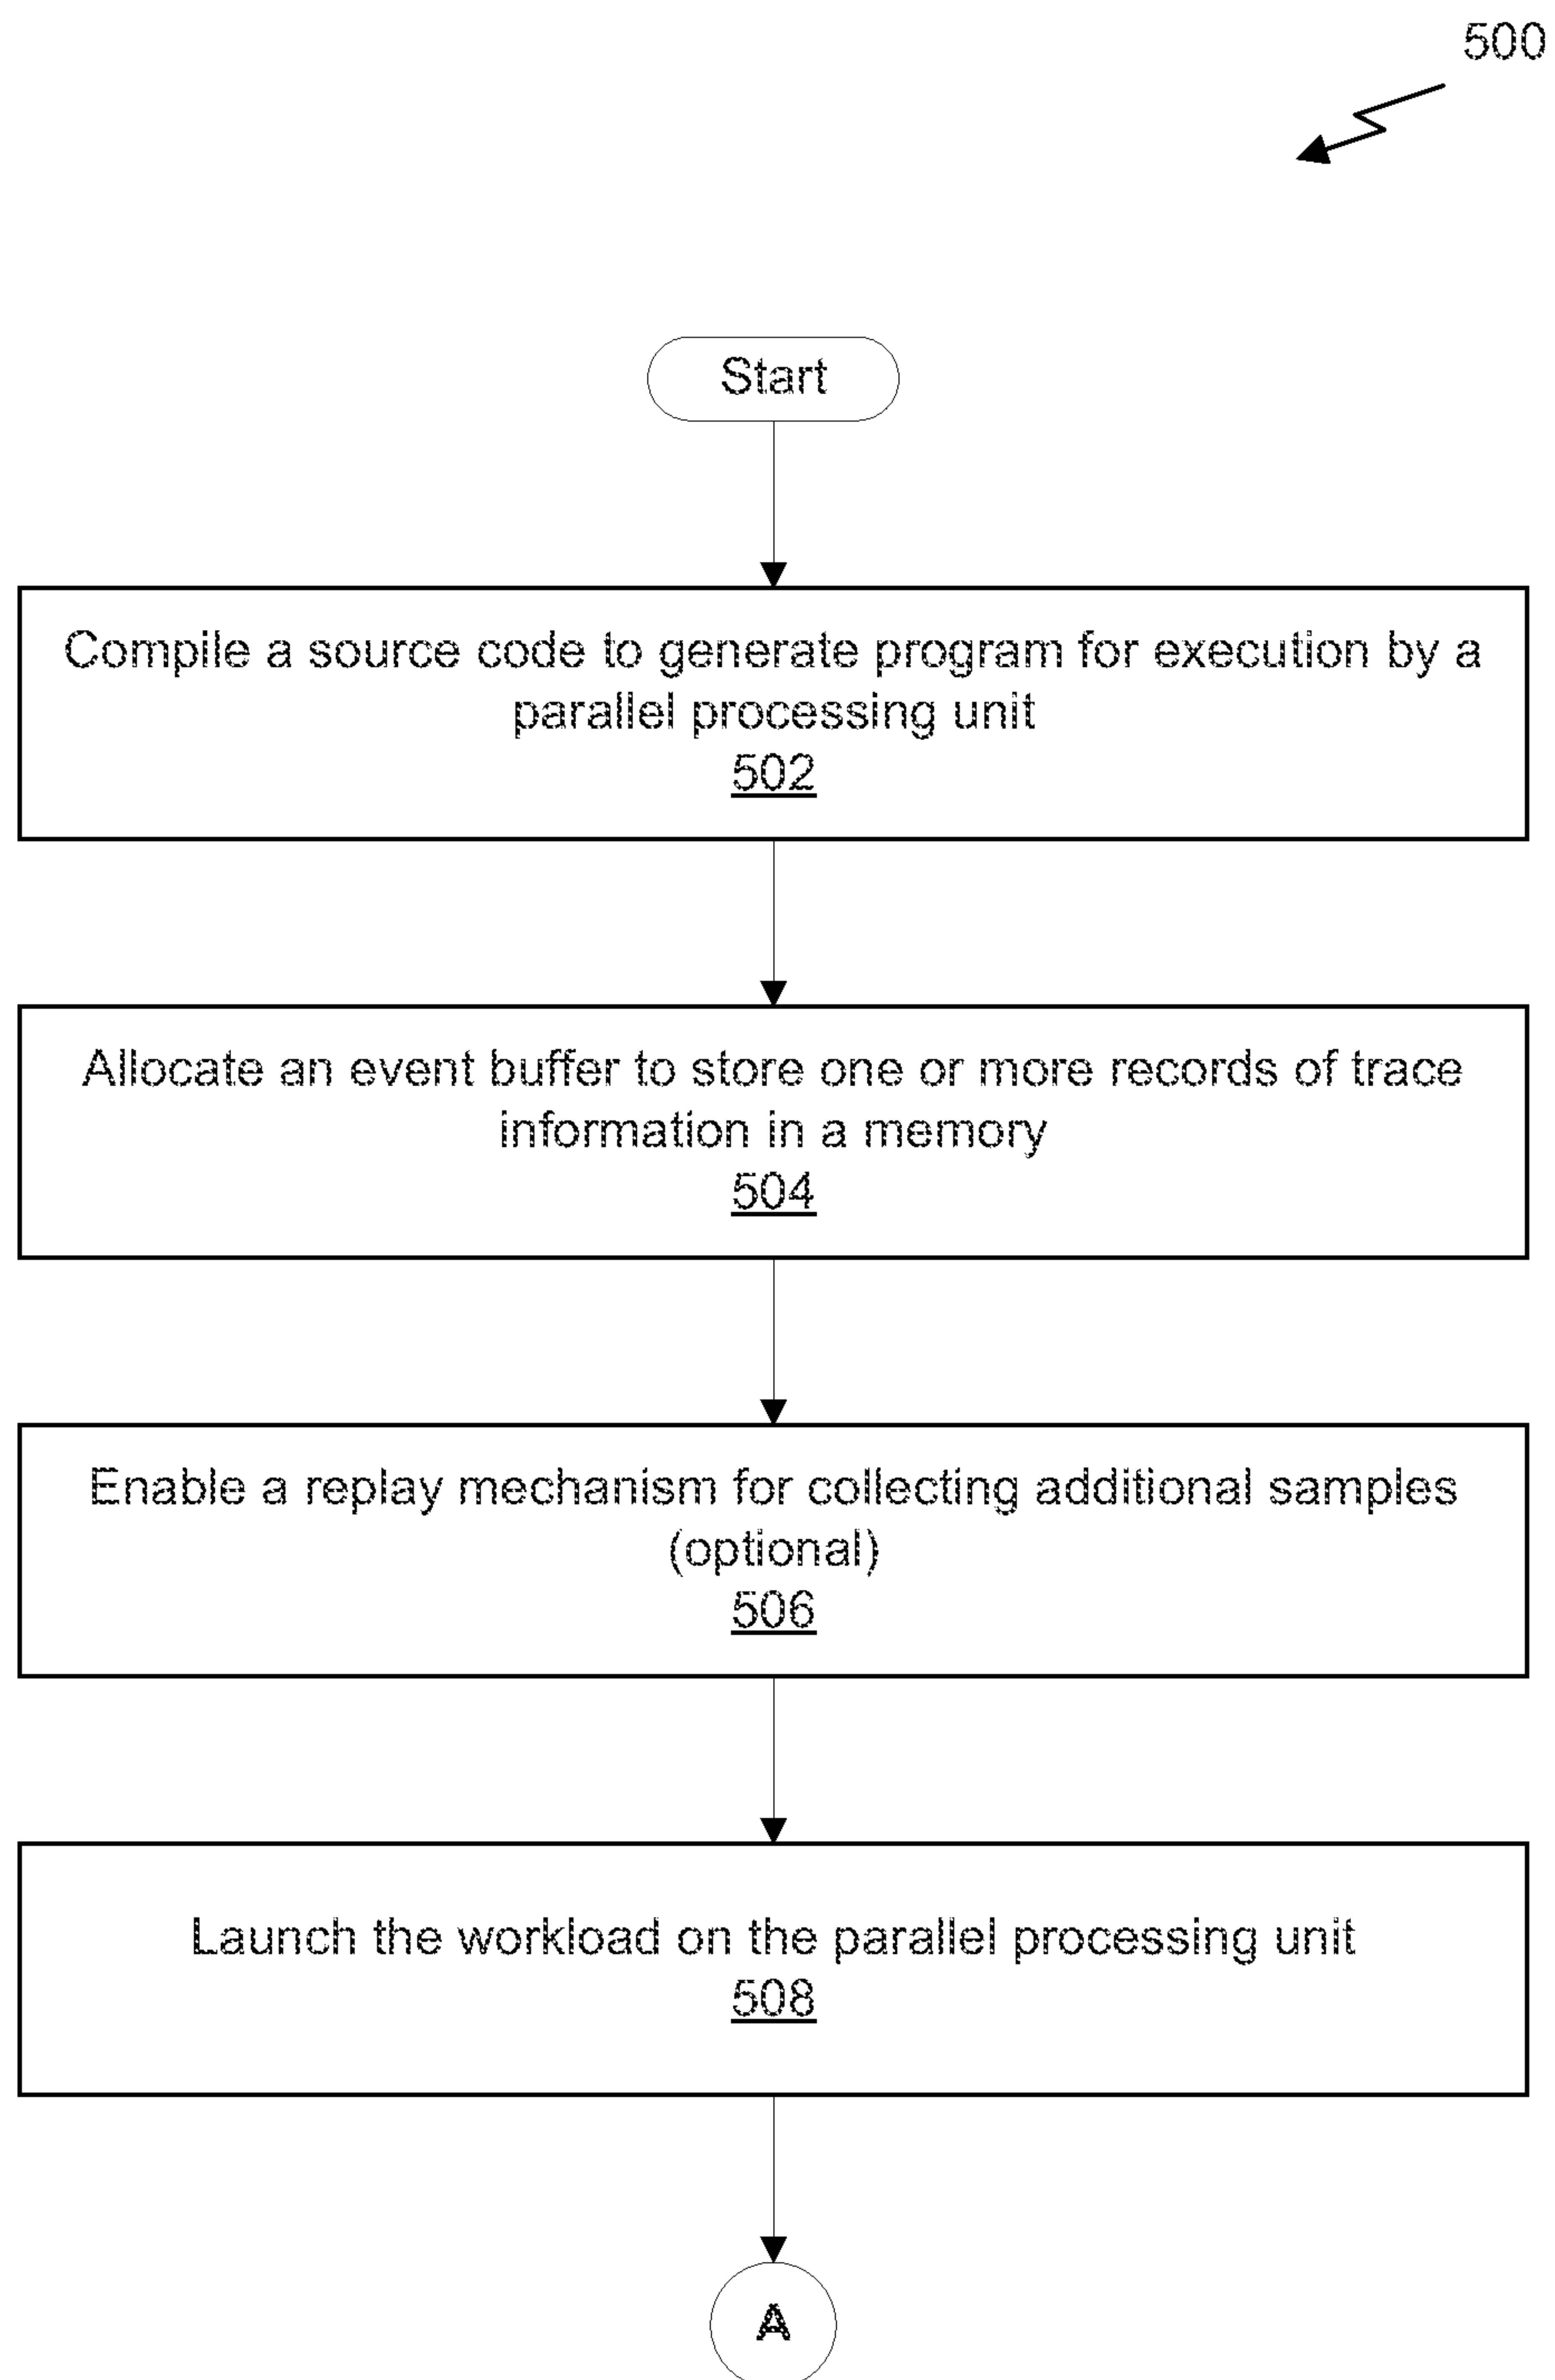 500
Start
Compile a source code to generate program for execution by a
parallel processing unit
502
Allocate an event buffer to store one or more records of trace
information in a memory
504
Enable a replay mechanism for collecting additional samples
(optional)
506
Launch the workload on the parallel processing unit
508
A